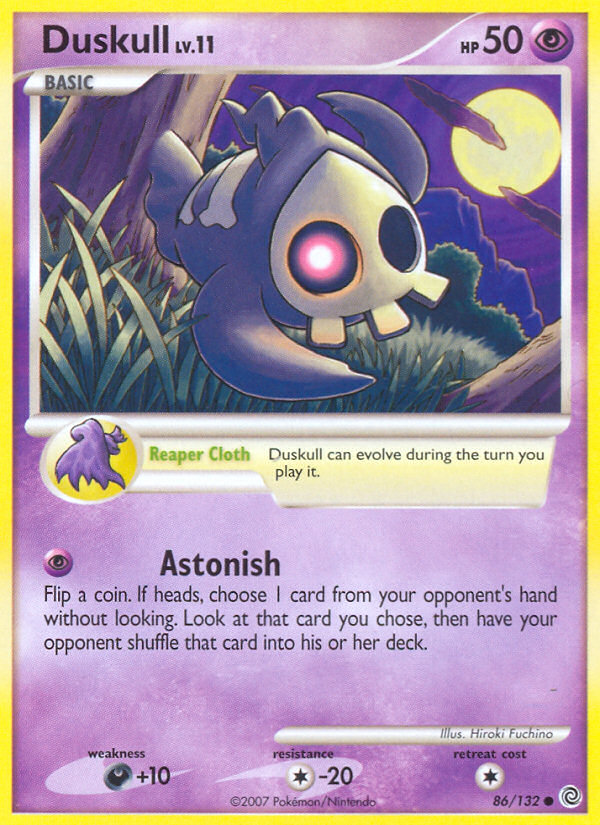 Duskull LV.11
HP 50
BASIC
Reaper Cloth Duskull can evolve during the turn you
play it.
Astonish
Flip a coin. If heads, choose 1 card from your opponent's hand
without looking. Look at that card you chose, then have your
opponent shuffle that card into his or her deck.
Illus. Hiroki Fuchino
weakness resistance retreat cost
+10 -20
©2007 Pokémon/Nintendo 86/132